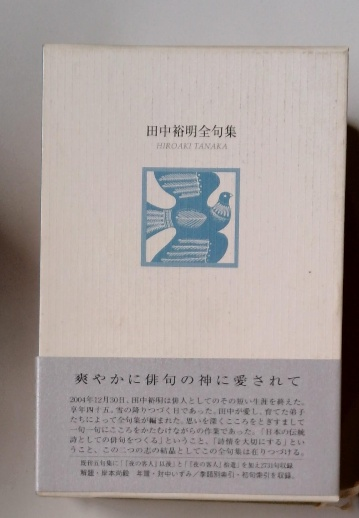 田中裕明全句集
HIROAKI TANAKA
爽やかに俳句の神に愛されて
2004年12月30日、田中裕明は俳人としてのその短い生涯を終えた。
享年四十五。雪の降りつづく日であった。田中が愛し、育てた弟子
たちによって全句集が編まれた。思いを深くこころをとぎすまして
一句一句にこころをかたむけながらの作業であった。「日本の伝統
詩としての俳句をつくる」ということ、「詩情を大切にする」とい
うこと、この二つの志の結晶としてこの全句集は在りつづける。
既刊五句集に「『夜の客人』以後」と「『夜の客人』拾遺」を加え
解題・岸本尚毅 年譜・対中いずみ／季題別索引・初句索引を収録。